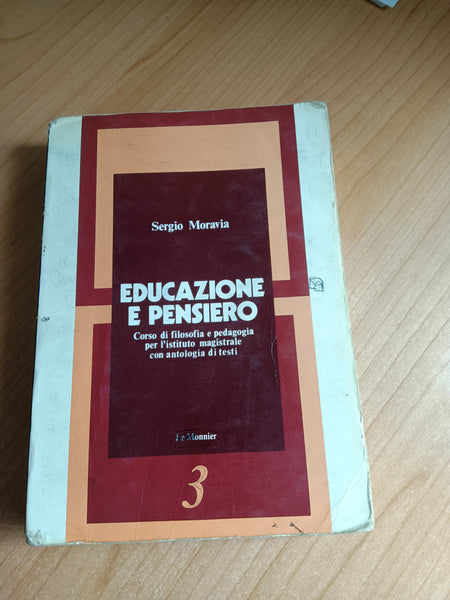 Sergio Moravia
EDUCAZIONE
E PENSIERO
Corso di filosofia e pedagogia
per l'istituto magistrale
con antologia di testi
Le Monnier
3